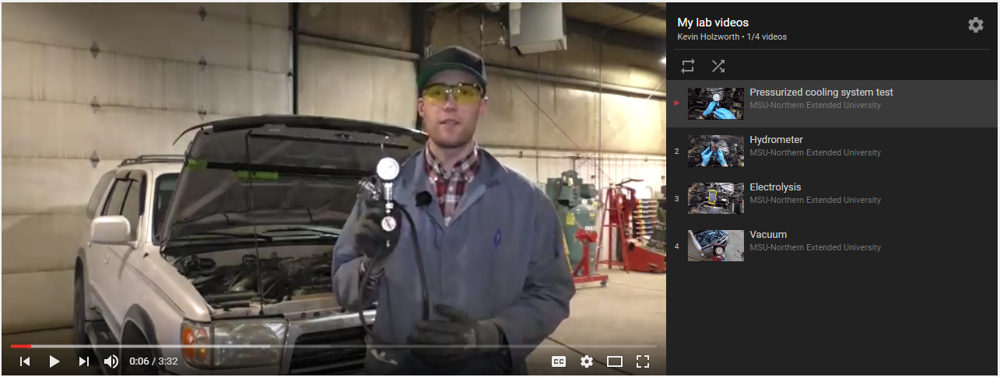 My lab videos
Kevin Holzworth • 1/4 videos
Pressurized cooling system test
MSU-Northern Extended University
2
Hydrometer
MSU-Northern Extended University
3
Electrolysis
MSU-Northern Extended University
4
Vacuum
MSU-Northern Extended University
0:06 / 3:32
CC